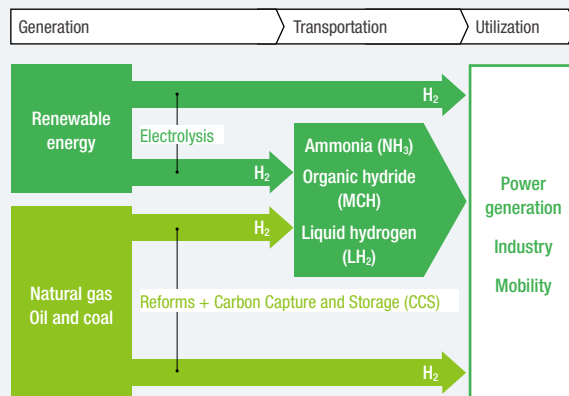 Generation
Transportation
Utilization
Renewable
energy
H₂
Electrolysis
H₂
Ammonia (NH₃)
Organic hydride
(MCH)
Liquid hydrogen
(LH₂)
Power
generation
Industry
Mobility
Natural gas
Oil and coal
H₂
Reforms + Carbon Capture and Storage (CCS)
H₂